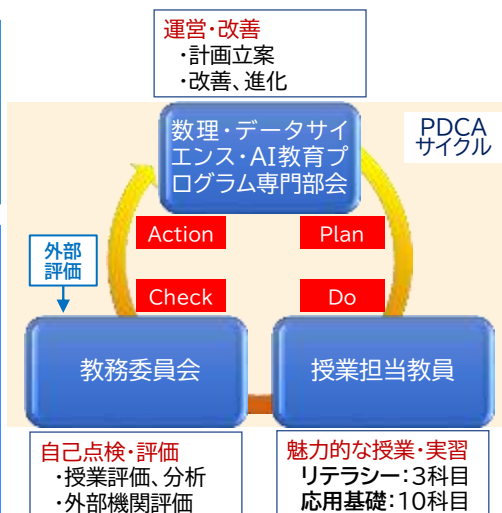 運営・改善
・計画立案
・改善、進化
数理・データサイ
エンス・AI教育プ
ログラム専門部会
PDCA
サイクル
Action
Plan
外部
評価
Check
Do
教務委員会
授業担当教員
自己点検・評価
・授業評価、分析
・外部機関評価
魅力的な授業・実習
リテラシー：3科目
応用基礎：10科目